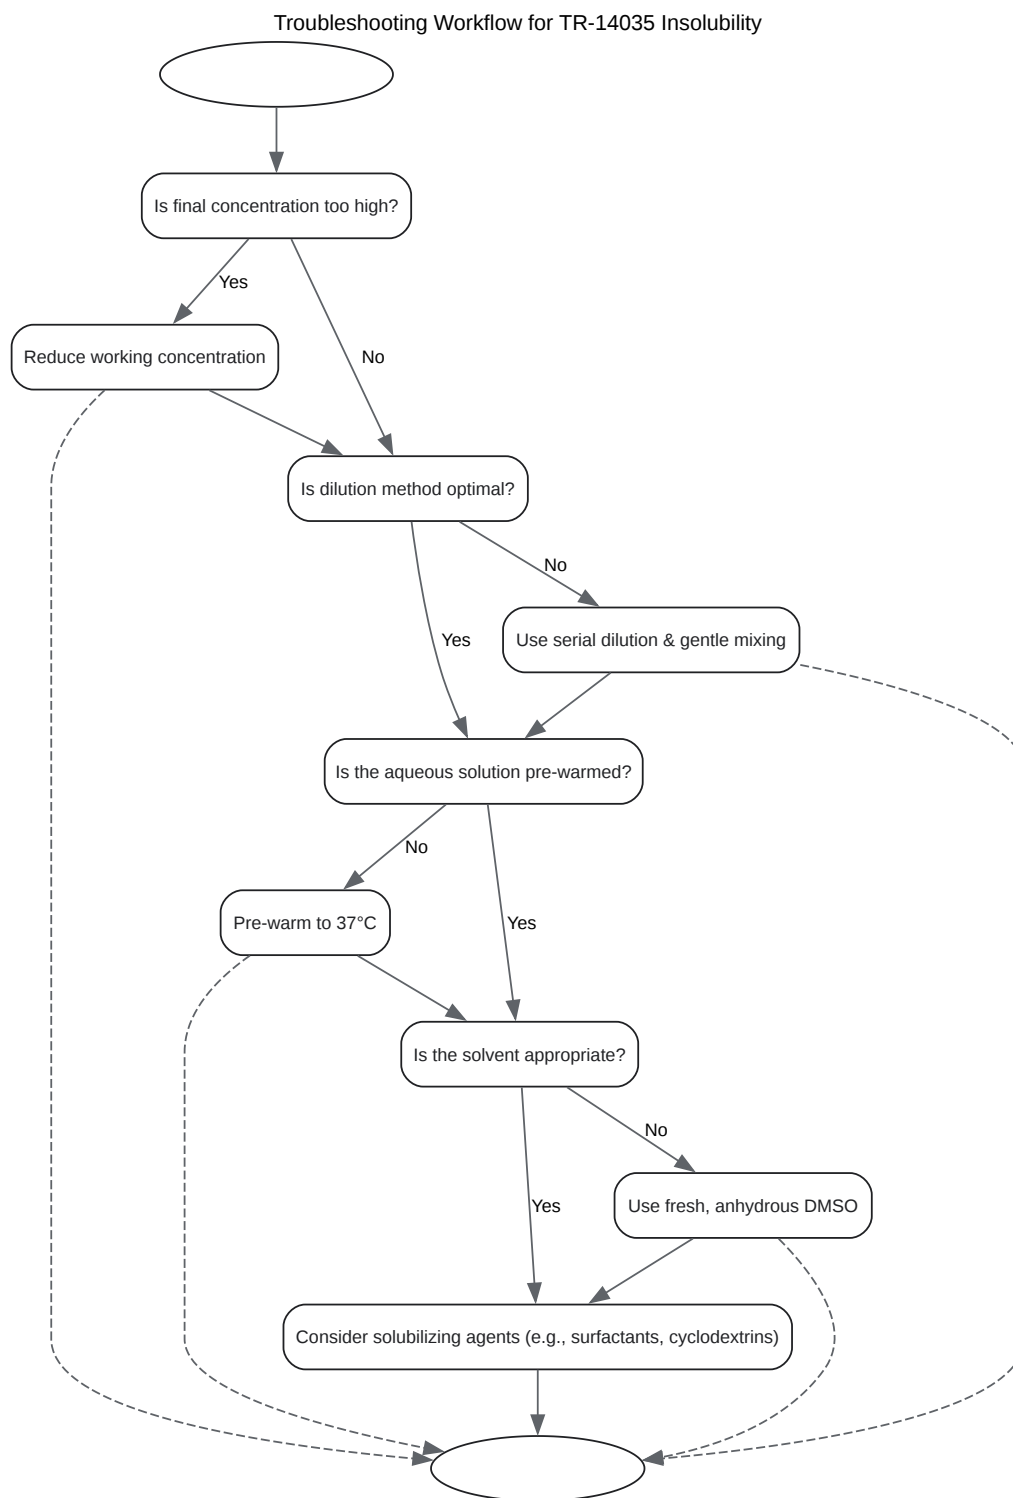 Troubleshooting Workflow for TR-14035 Insolubility
Is final concentration too high?
Yes
Reduce working concentration
No
Is dilution method optimal?
No
Yes
Use serial dilution & gentle mixing
Is the aqueous solution pre-warmed?
No
Pre-warm to 37°C
Yes
Is the solvent appropriate?
No
Yes
Use fresh, anhydrous DMSO
Consider solubilizing agents (e.g., surfactants, cyclodextrins)